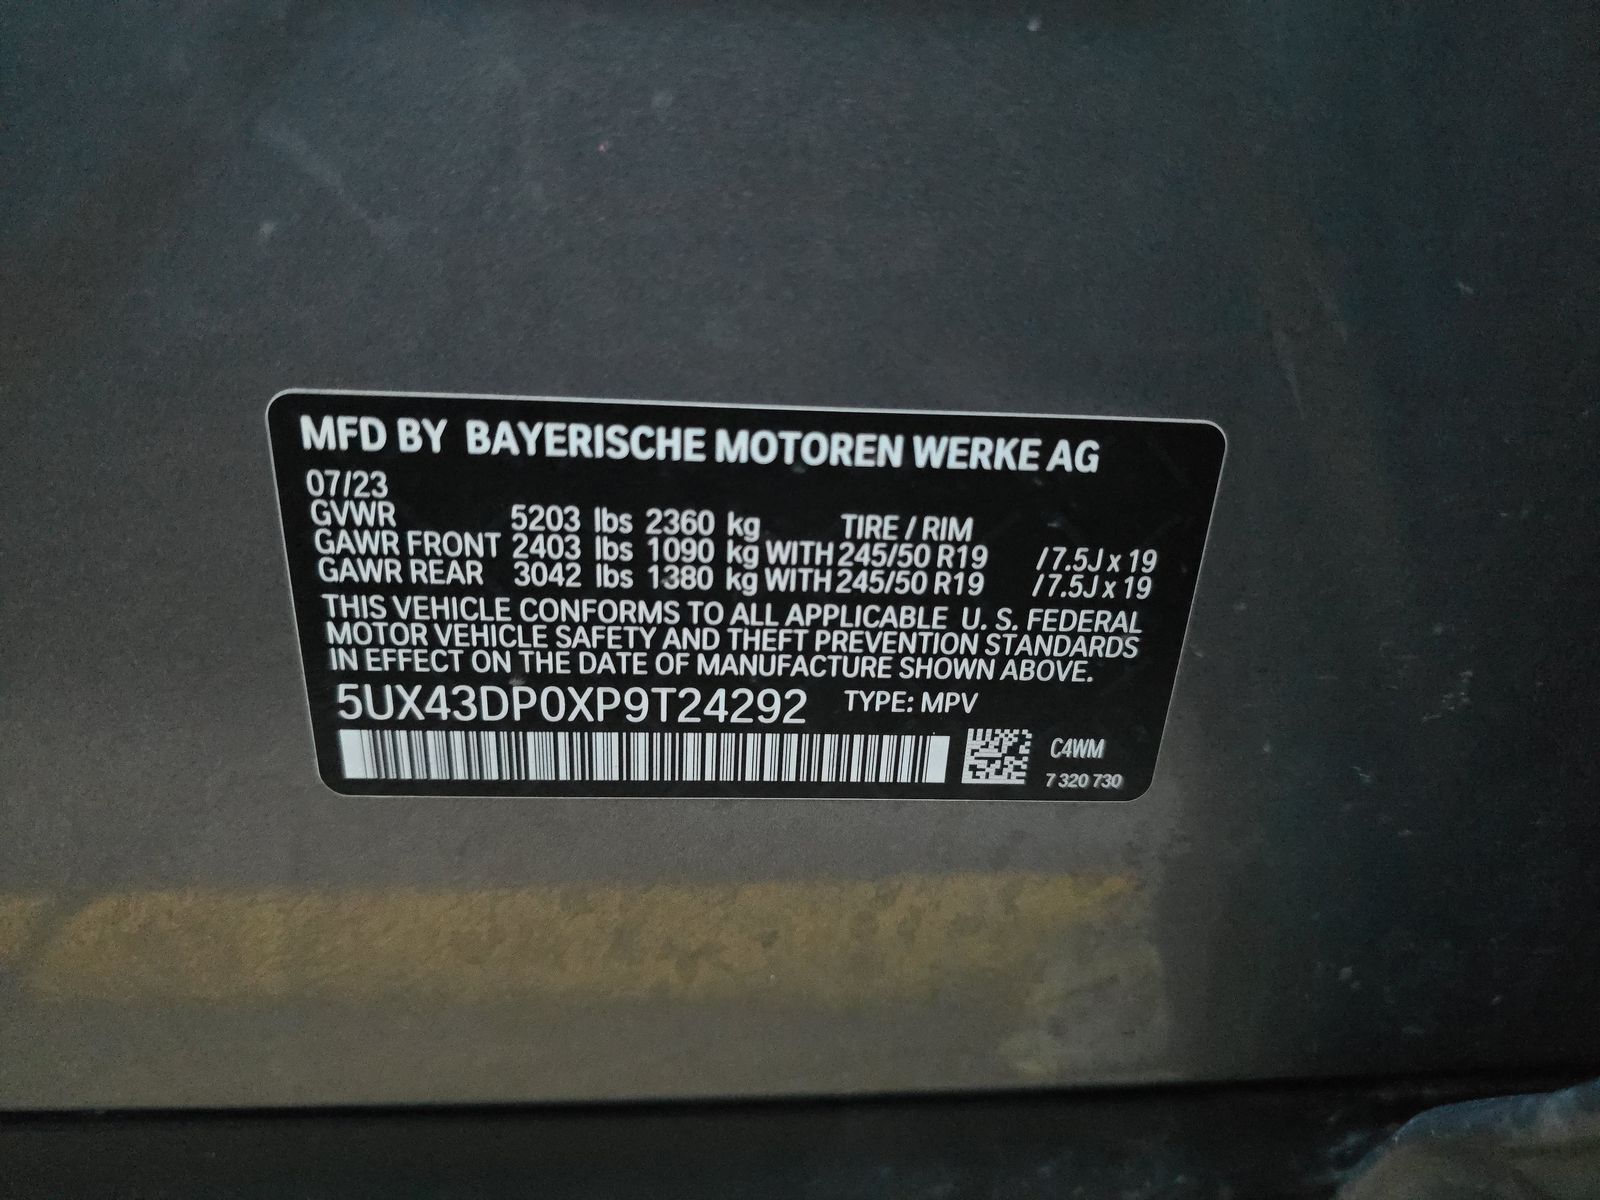 MFD BY BAYERISCHE MOTOREN WERKE AG
07/23
GVWR 5203 lbs 2360 kg TIRE / RIM
GAWR FRONT 2403 lbs 1090 kg WITH 245/50 R19 /7.5J x 19
GAWR REAR 3042 lbs 1380 kg WITH 245/50 R19 /7.5J x 19
THIS VEHICLE CONFORMS TO ALL APPLICABLE U. S. FEDERAL
MOTOR VEHICLE SAFETY AND THEFT PREVENTION STANDARDS
IN EFFECT ON THE DATE OF MANUFACTURE SHOWN ABOVE.
5UX43DP0XP9T24292 TYPE: MPV
C4WM
7 320 730